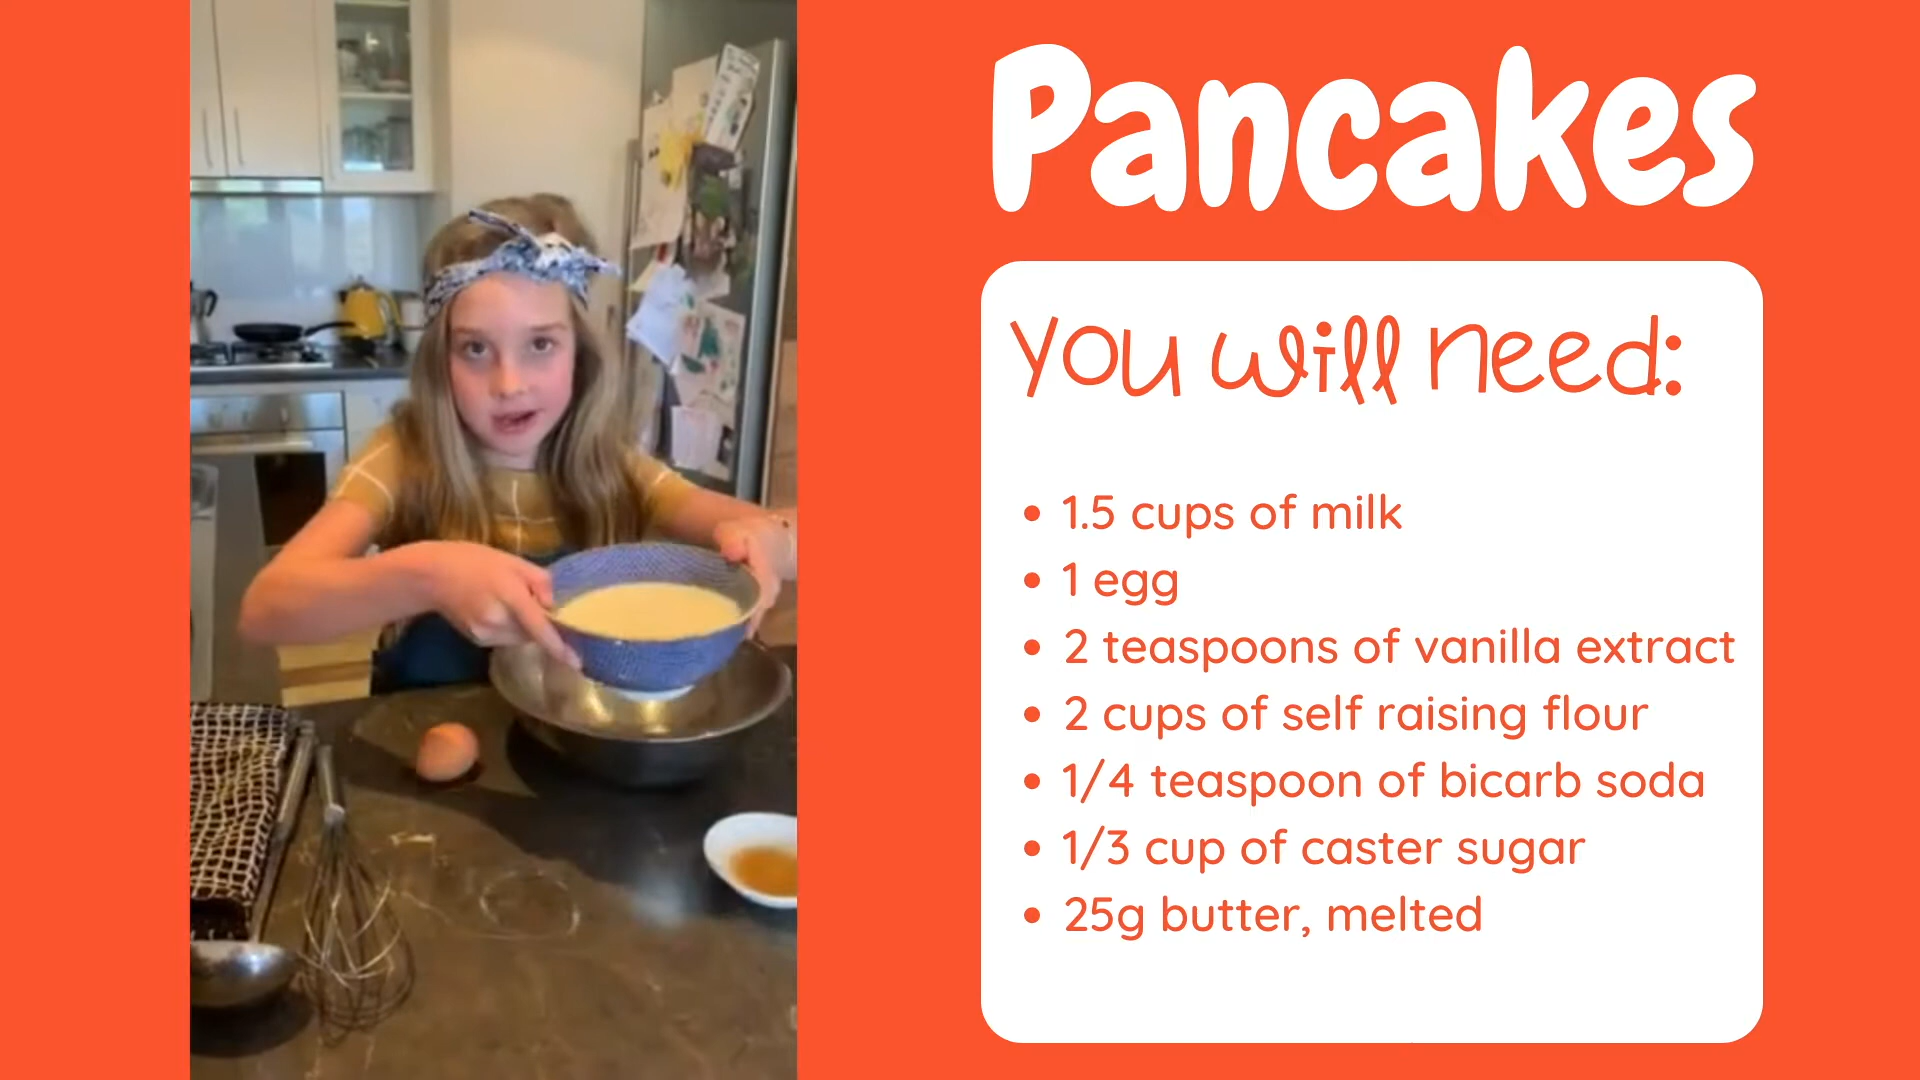 Pancakes
You will need:
• 1.5 cups of milk
• 1 egg
• 2 teaspoons of vanilla extract
• 2 cups of self raising flour
• 1/4 teaspoon of bicarb soda
• 1/3 cup of caster sugar
• 25g butter, melted